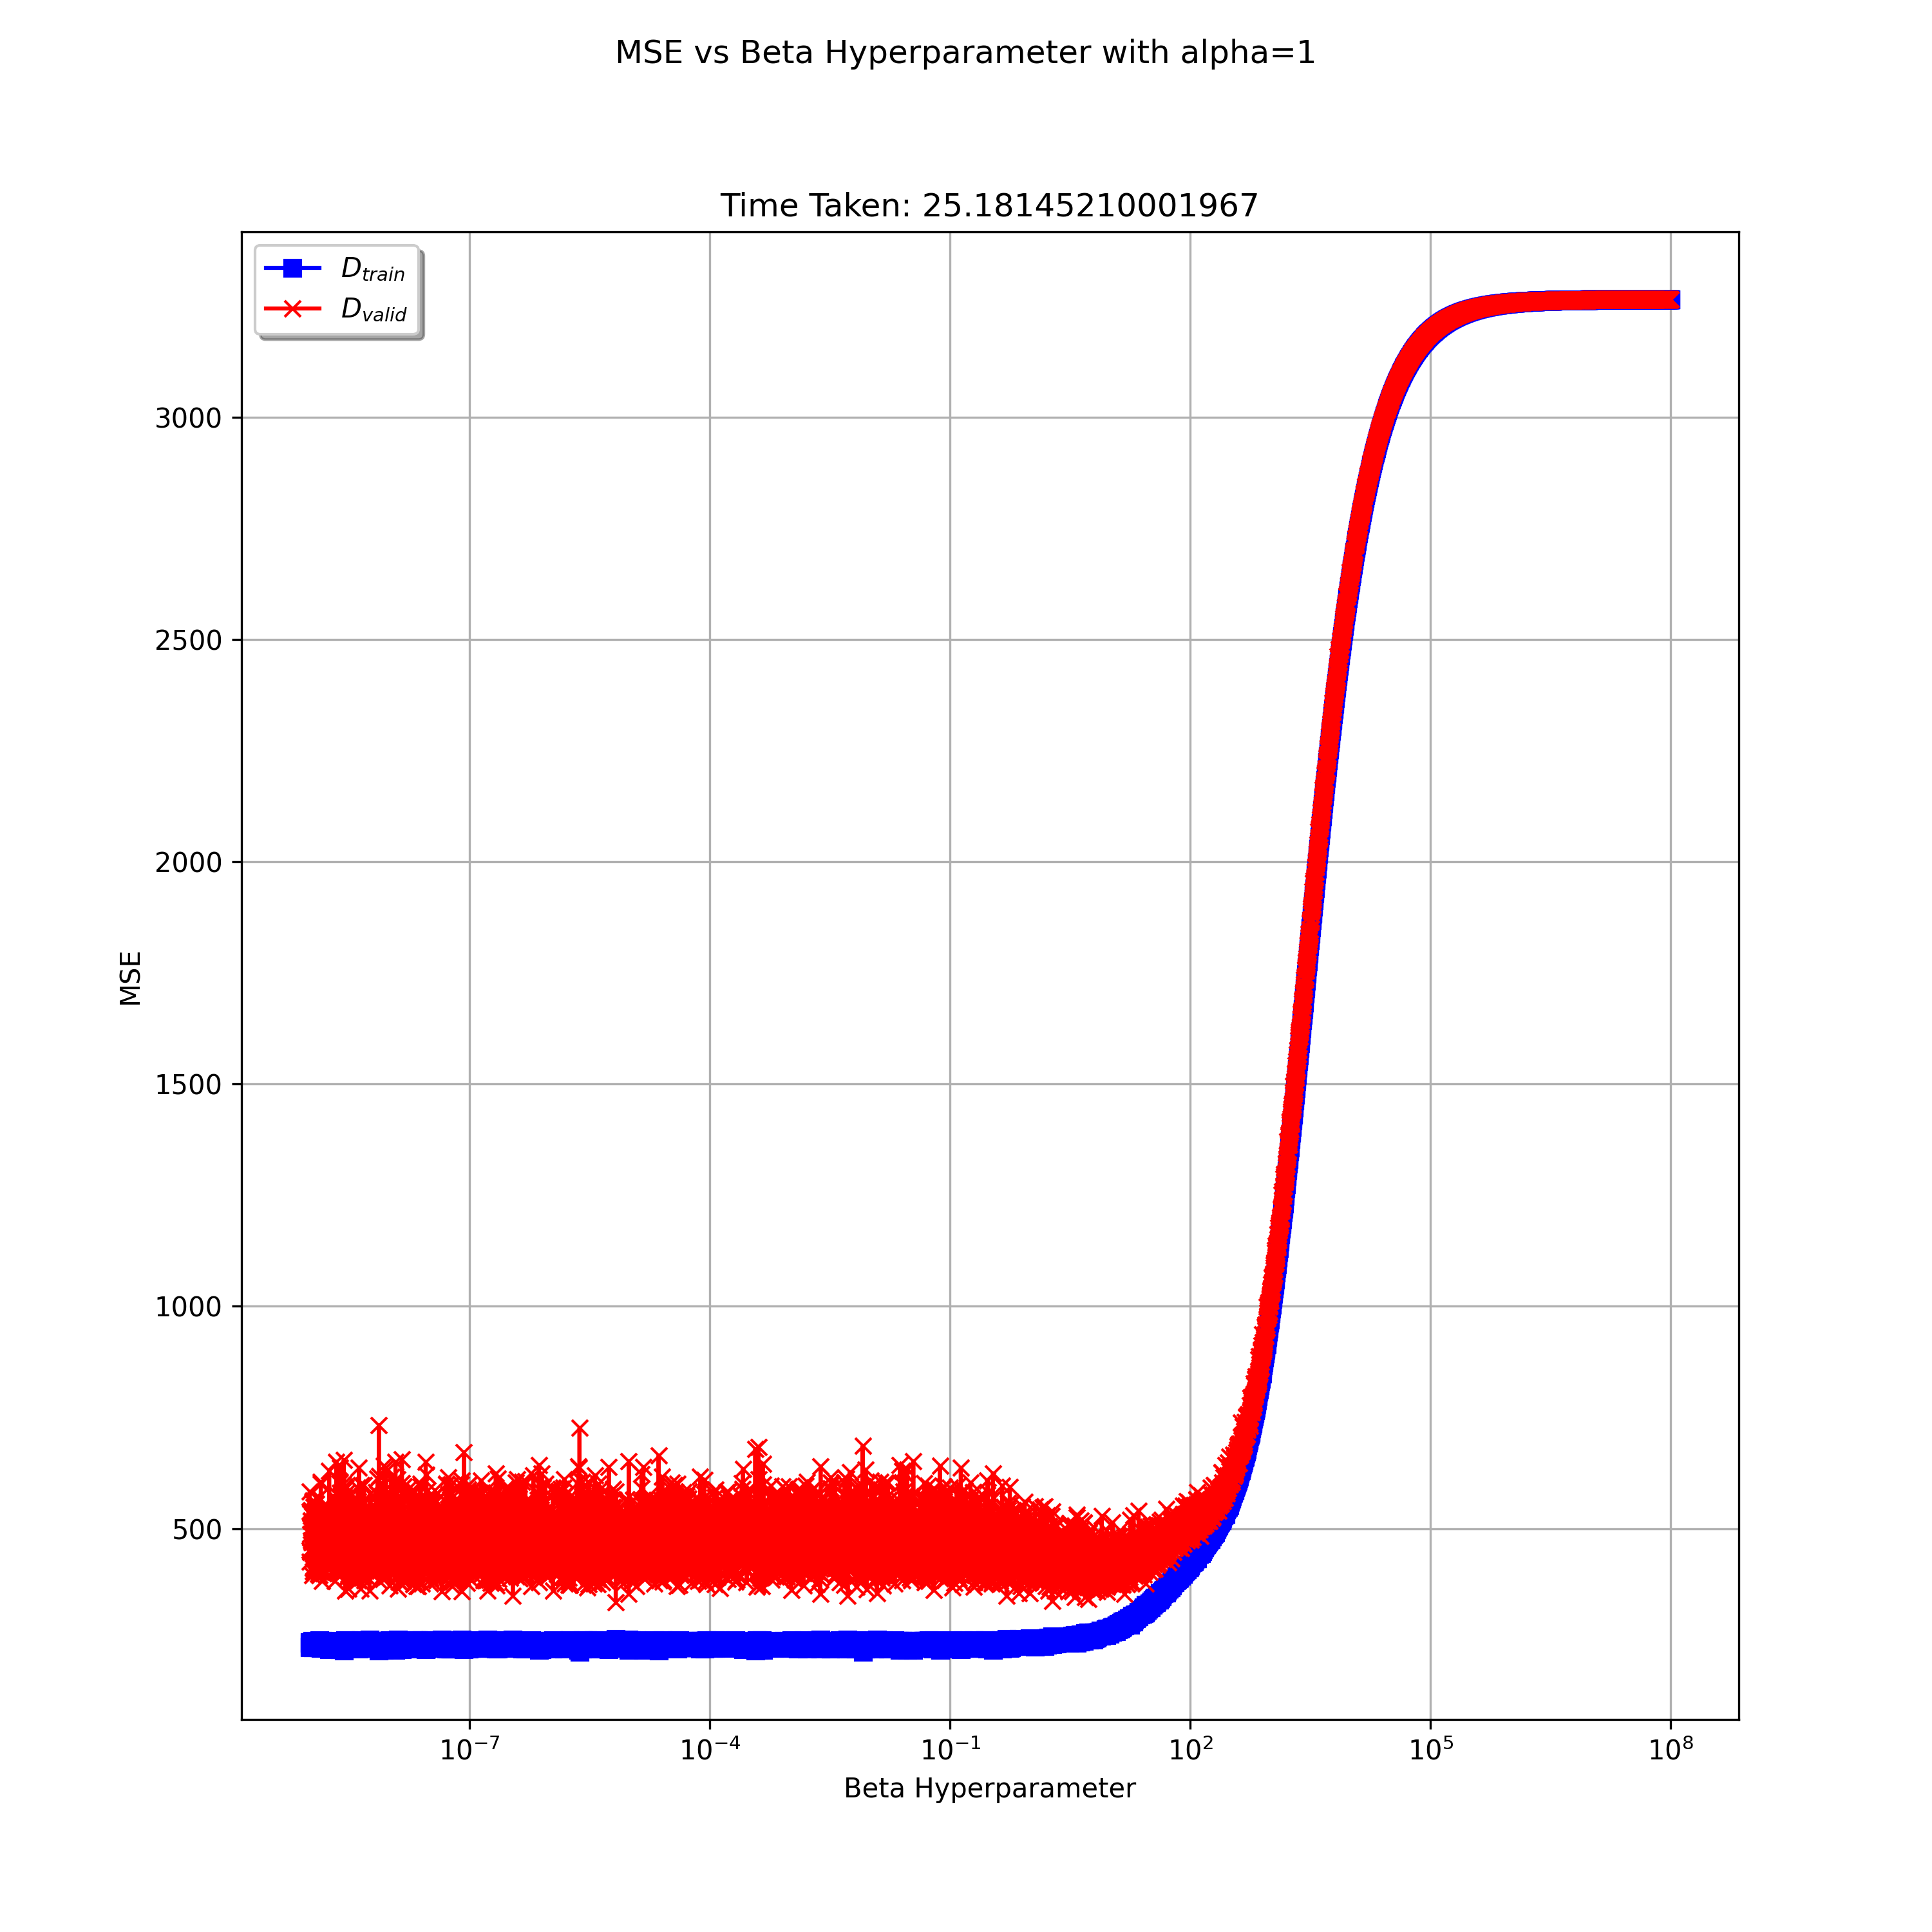 MSE vs Beta Hyperparameter with alpha=1
Time Taken: 25.18145210001967
D_train
D_valid
3000
2500
2000
1500
1000
500
MSE
10^−7 10^−4 10^−1 10^2 10^5 10^8
Beta Hyperparameter